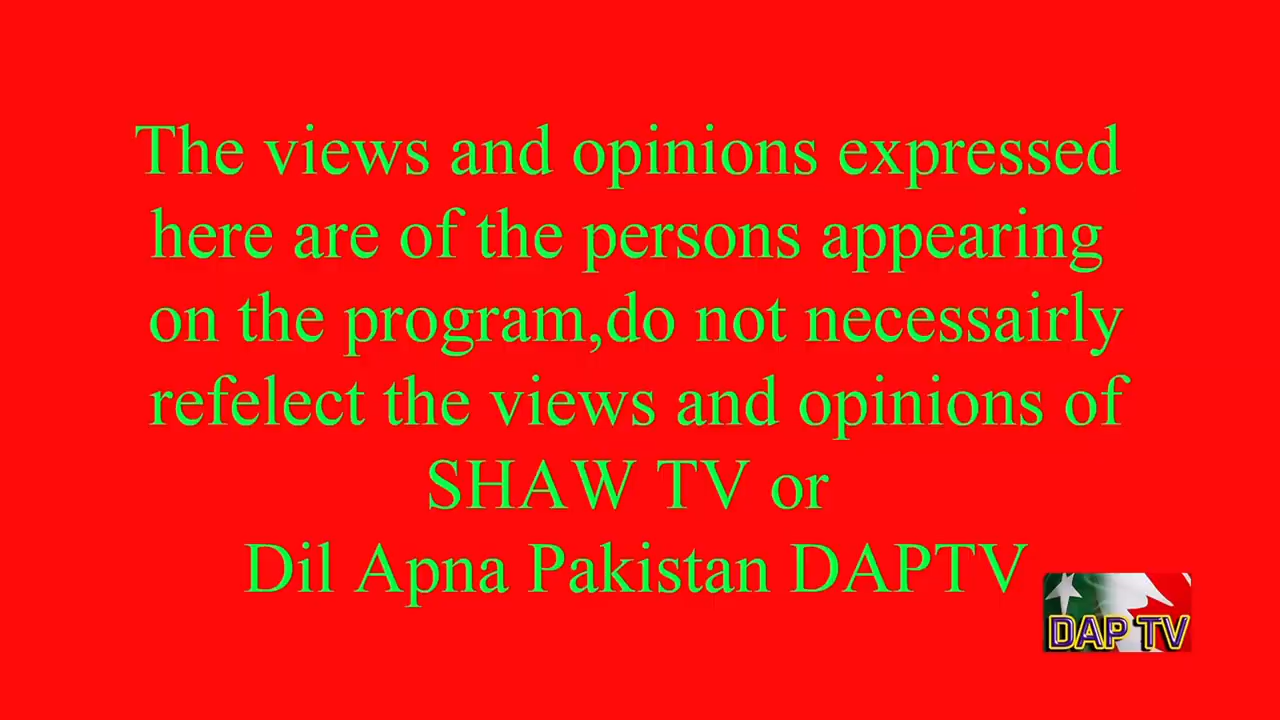 The views and opinions expressed
here are of the persons appearing
on the program,do not necessairly
refelect the views and opinions of
SHAW TV or
Dil Apna Pakistan DAPTV
DAP TV